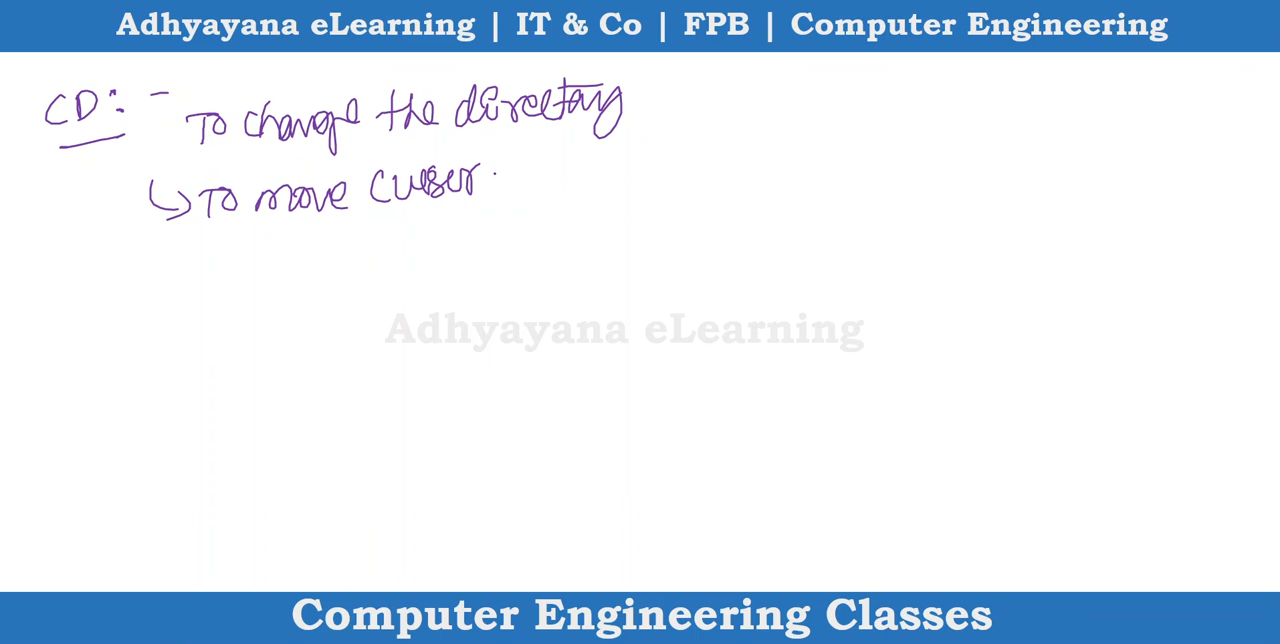 Adhyayana eLearning | IT & Co | FPB | Computer Engineering
CD:- To change the directory
↳ To move cursor.
Adhyayana eLearning
Computer Engineering Classes